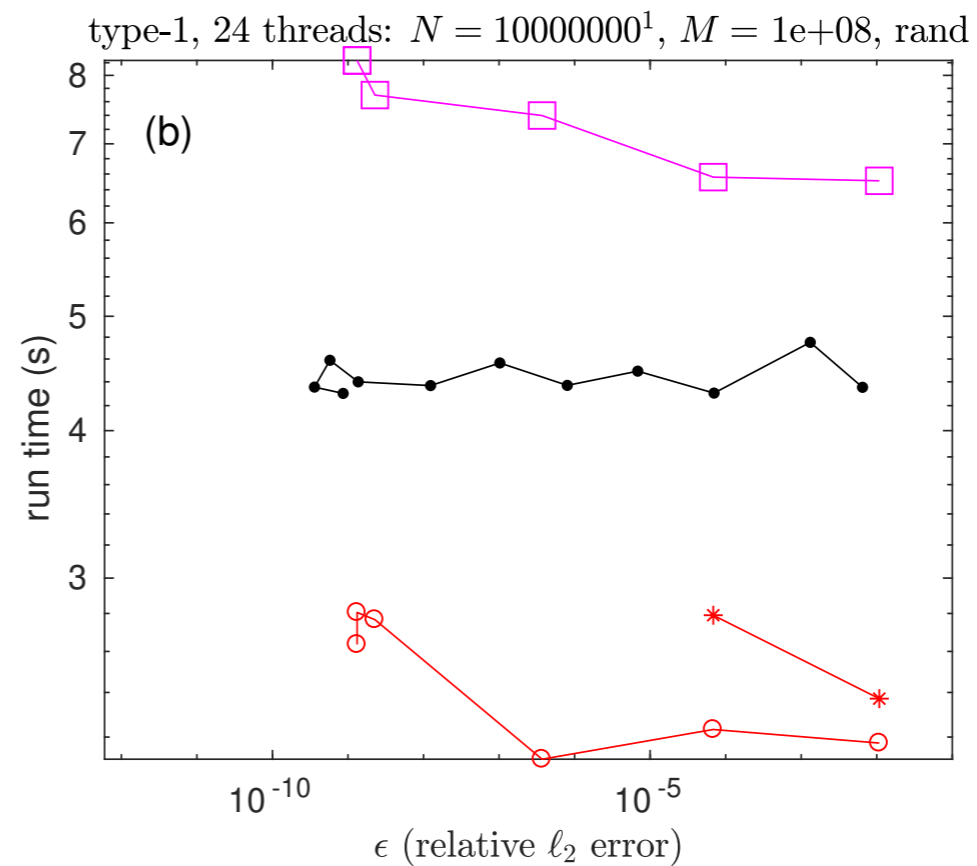 type-1, 24 threads: N = 10000000¹, M = 1e+08, rand
(b)
8
7
6
5
4
3
run time (s)
10⁻¹⁰
10⁻⁵
ϵ (relative ℓ₂ error)